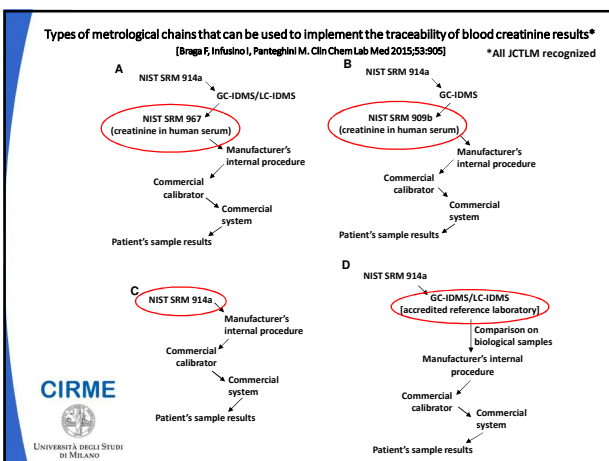 Types of metrological chains that can be used to implement the traceability of blood creatinine results*
[Braga F, Infusino I, Panteghini M. Clin Chem Lab Med 2015;53:905]
*All JCTLM recognized
A
NIST SRM 914a
GC-IDMS/LC-IDMS
NIST SRM 967
(creatinine in human serum)
Manufacturer's
internal procedure
Commercial
calibrator
Commercial
system
Patient's sample results
B
NIST SRM 914a
GC-IDMS
NIST SRM 909b
(creatinine in human serum)
Manufacturer's
internal procedure
Commercial
calibrator
Commercial
system
Patient's sample results
C
NIST SRM 914a
Manufacturer's
internal procedure
Commercial
calibrator
Commercial
system
Patient's sample results
D
NIST SRM 914a
GC-IDMS/LC-IDMS
[accredited reference laboratory]
Comparison on
biological samples
Manufacturer's internal
procedure
Commercial
calibrator
Commercial
system
Patient's sample results
CIRME
UNIVERSITÀ DEGLI STUDI
DI MILANO